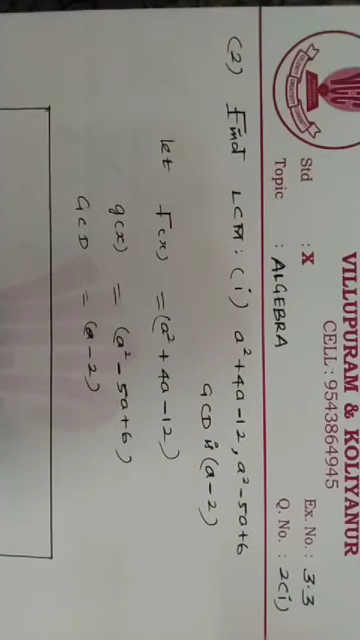 VILLUPURAM & KOLIYANUR
CELL : 9543864945
Std : X
Ex. No. : 3.3
Topic : ALGEBRA
Q. No. : 2(i)
(2) Find LCM : (i) a²+4a-12, a²-5a+6
GCD is (a-2)
let f(x) = (a²+4a-12)
g(x) = (a²-5a+6)
GCD = (a-2)